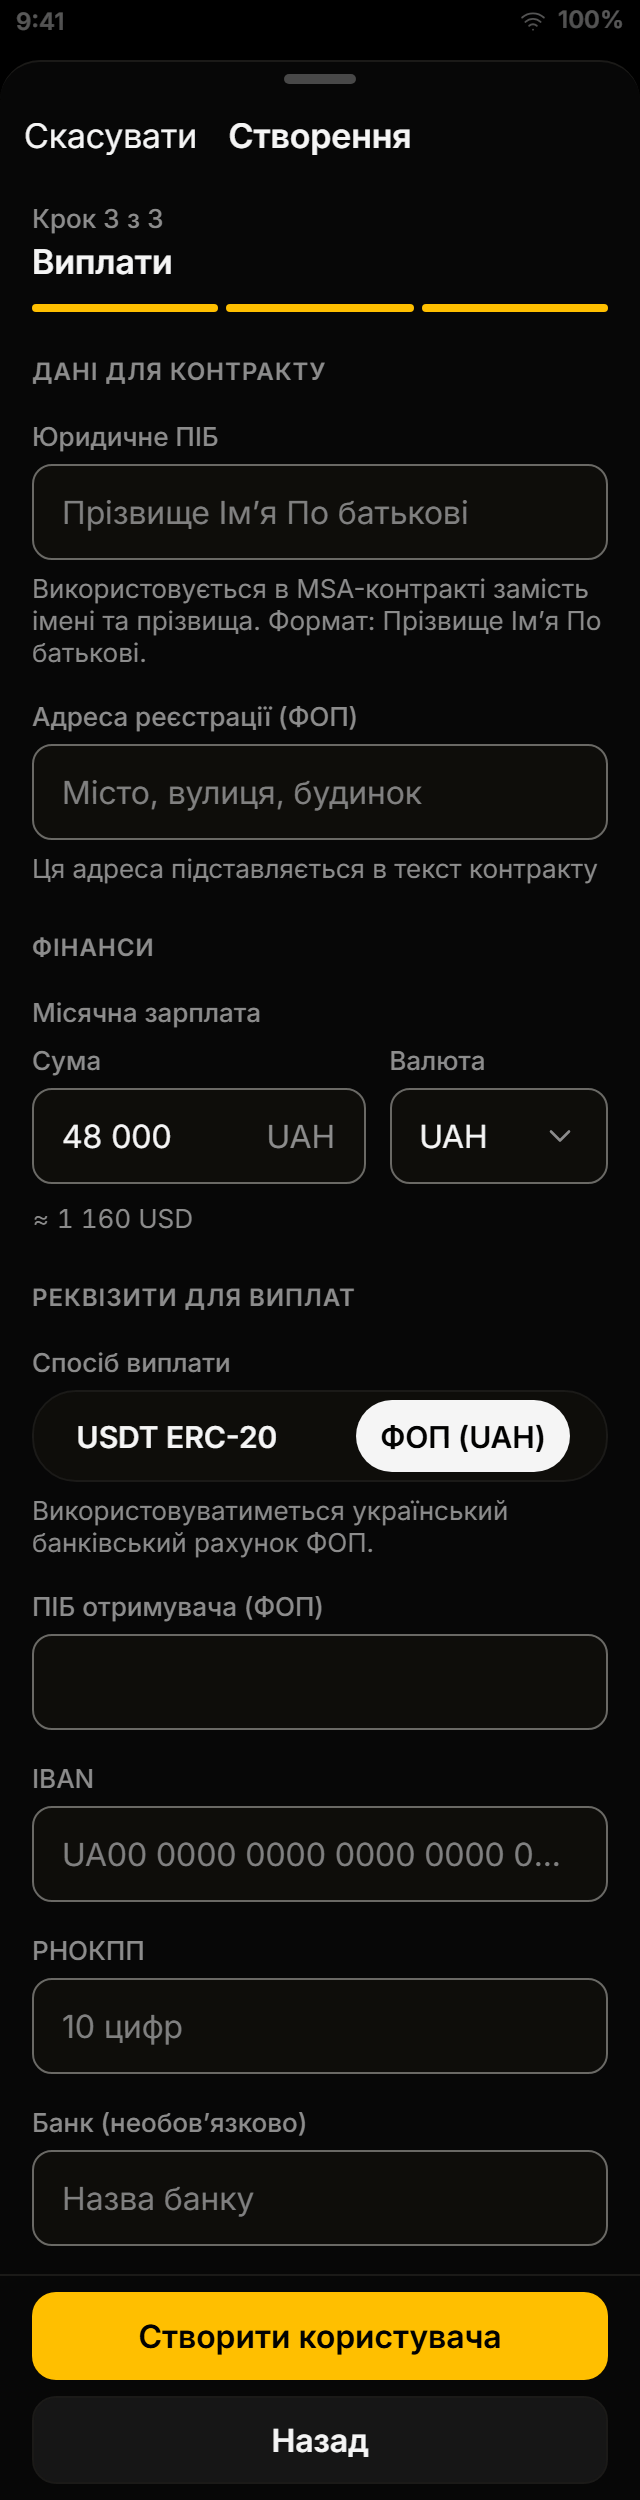 9:41
100%
Скасувати
Створення
Крок 3 з 3
Виплати
ДАНІ ДЛЯ КОНТРАКТУ
Юридичне ПІБ
Прізвище Ім’я По батькові
Використовується в MSA-контракті замість
імені та прізвища. Формат: Прізвище Ім’я По
батькові.
Адреса реєстрації (ФОП)
Місто, вулиця, будинок
Ця адреса підставляється в текст контракту
ФІНАНСИ
Місячна зарплата
Сума
Валюта
48 000 UAH
UAH
≈ 1 160 USD
РЕКВІЗИТИ ДЛЯ ВИПЛАТ
Спосіб виплати
USDT ERC-20
ФОП (UAH)
Використовуватиметься український
банківський рахунок ФОП.
ПІБ отримувача (ФОП)
IBAN
UA00 0000 0000 0000 0000 0...
РНОКПП
10 цифр
Банк (необов’язково)
Назва банку
Створити користувача
Назад